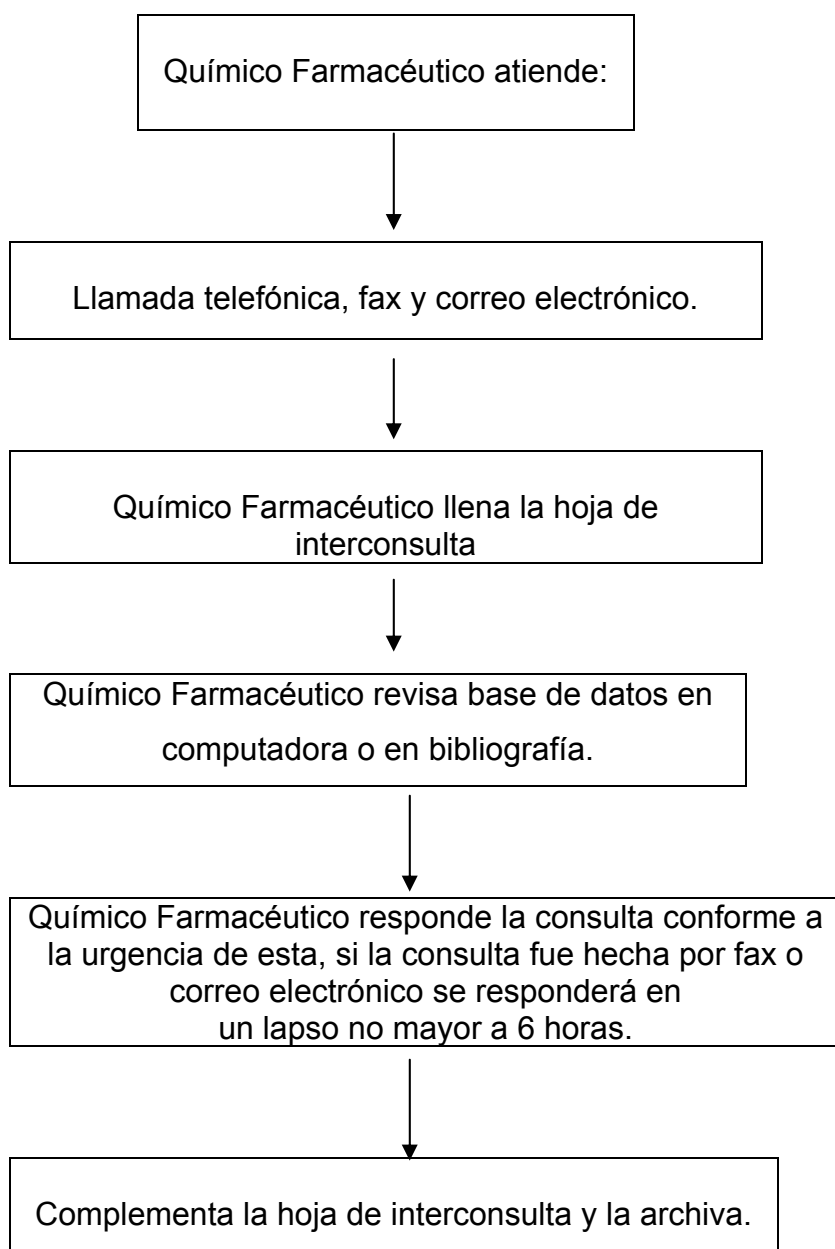 Químico Farmacéutico atiende:
Llamada telefónica, fax y correo electrónico.
Químico Farmacéutico llena la hoja de
interconsulta
Químico Farmacéutico revisa base de datos en
computadora o en bibliografía.
Químico Farmacéutico responde la consulta conforme a
la urgencia de esta, si la consulta fue hecha por fax o
correo electrónico se responderá en
un lapso no mayor a 6 horas.
Complementa la hoja de interconsulta y la archiva.